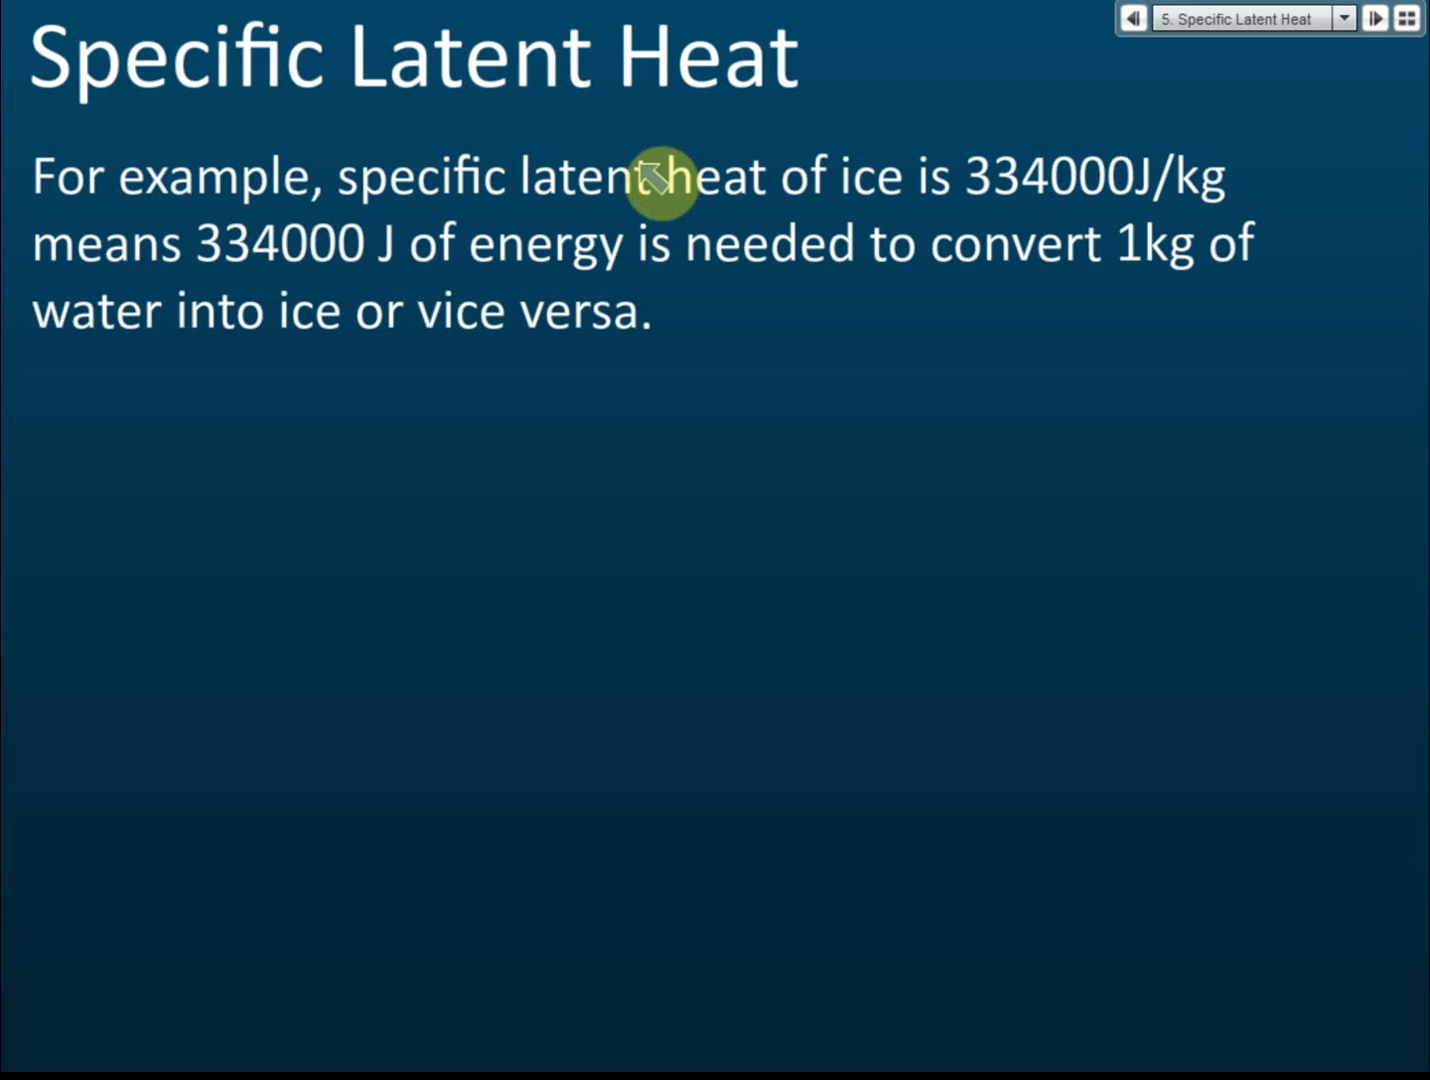 Specific Latent Heat
5. Specific Latent Heat
For example, specific latent heat of ice is 334000J/kg
means 334000 J of energy is needed to convert 1kg of
water into ice or vice versa.